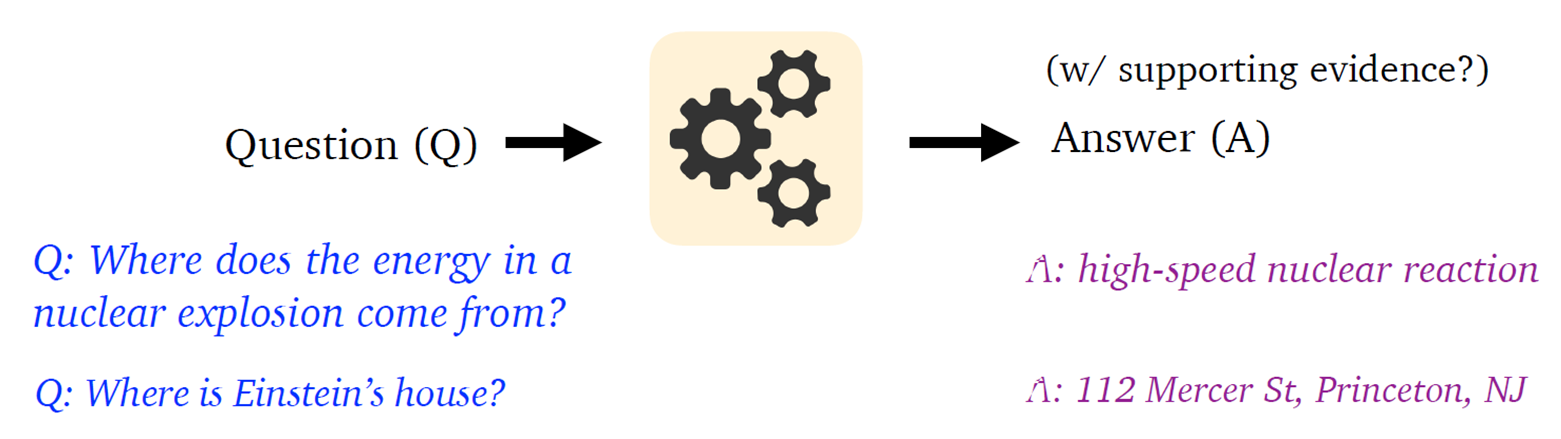 (w/ supporting evidence?)
Question (Q)
Answer (A)
Q: Where does the energy in a
nuclear explosion come from?
A: high-speed nuclear reaction
Q: Where is Einstein’s house?
A: 112 Mercer St, Princeton, NJ